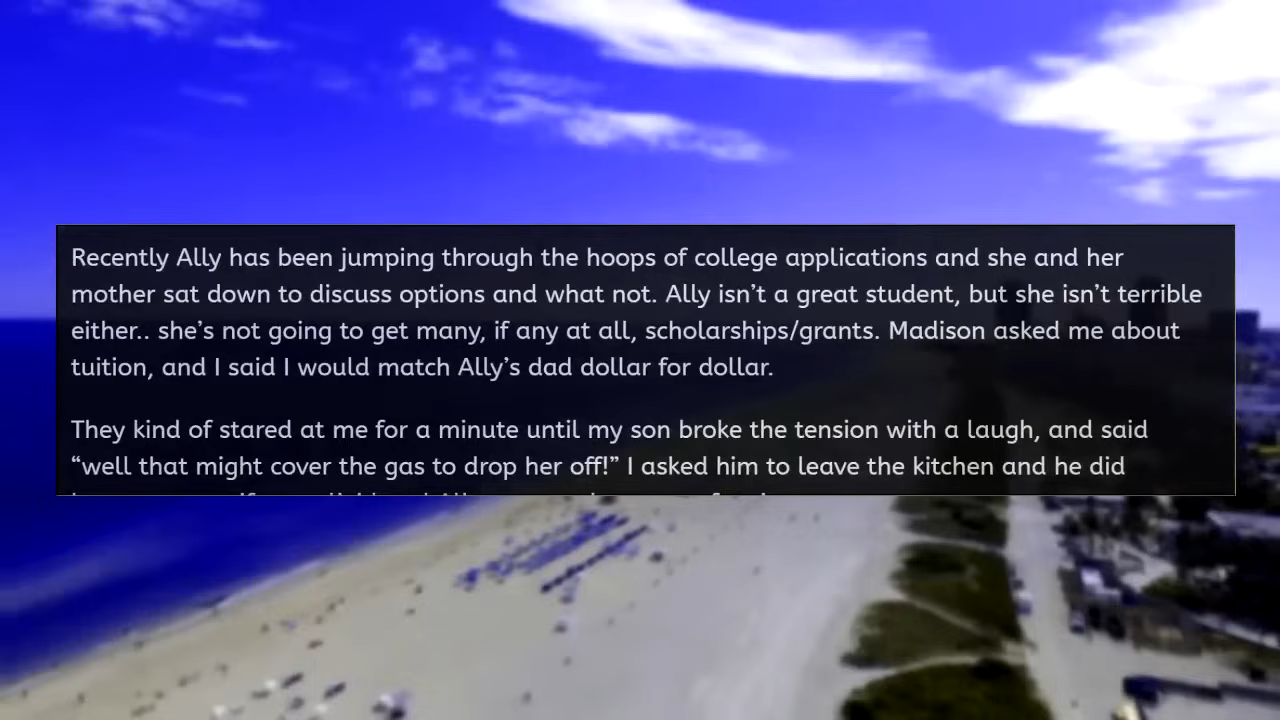 Recently Ally has been jumping through the hoops of college applications and she and her
mother sat down to discuss options and what not. Ally isn’t a great student, but she isn’t terrible
either.. she’s not going to get many, if any at all, scholarships/grants. Madison asked me about
tuition, and I said I would match Ally’s dad dollar for dollar.
They kind of stared at me for a minute until my son broke the tension with a laugh, and said
“well that might cover the gas to drop her off!” I asked him to leave the kitchen and he did